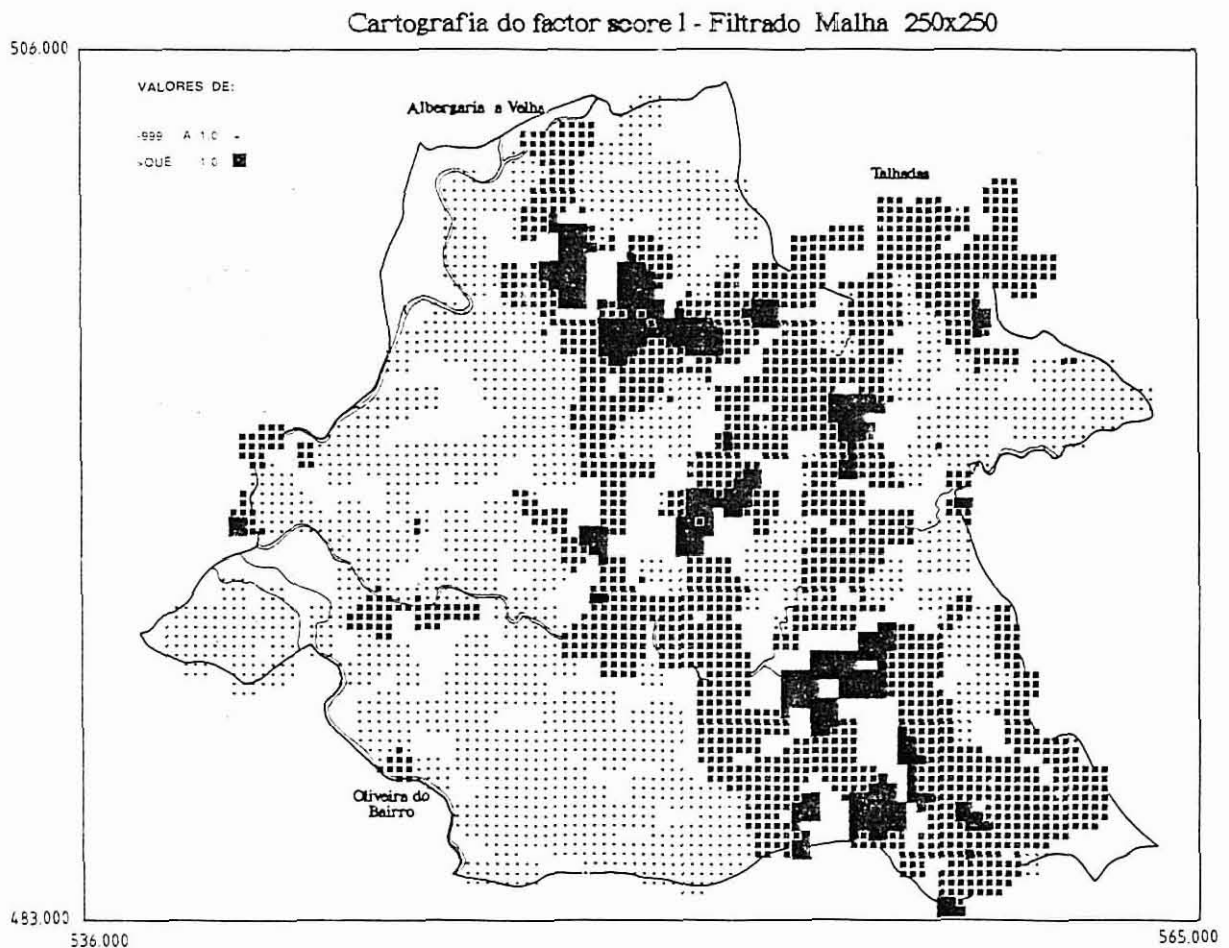 Cartografia do factor score 1 - Filtrado Malha 250x250
506.000
VALORES DE:
-999 A 1.0 -
>QUE 1.0
Albergaria a Velha
Talhadas
Oliveira do
Bairro
483.000
536.000
565.000